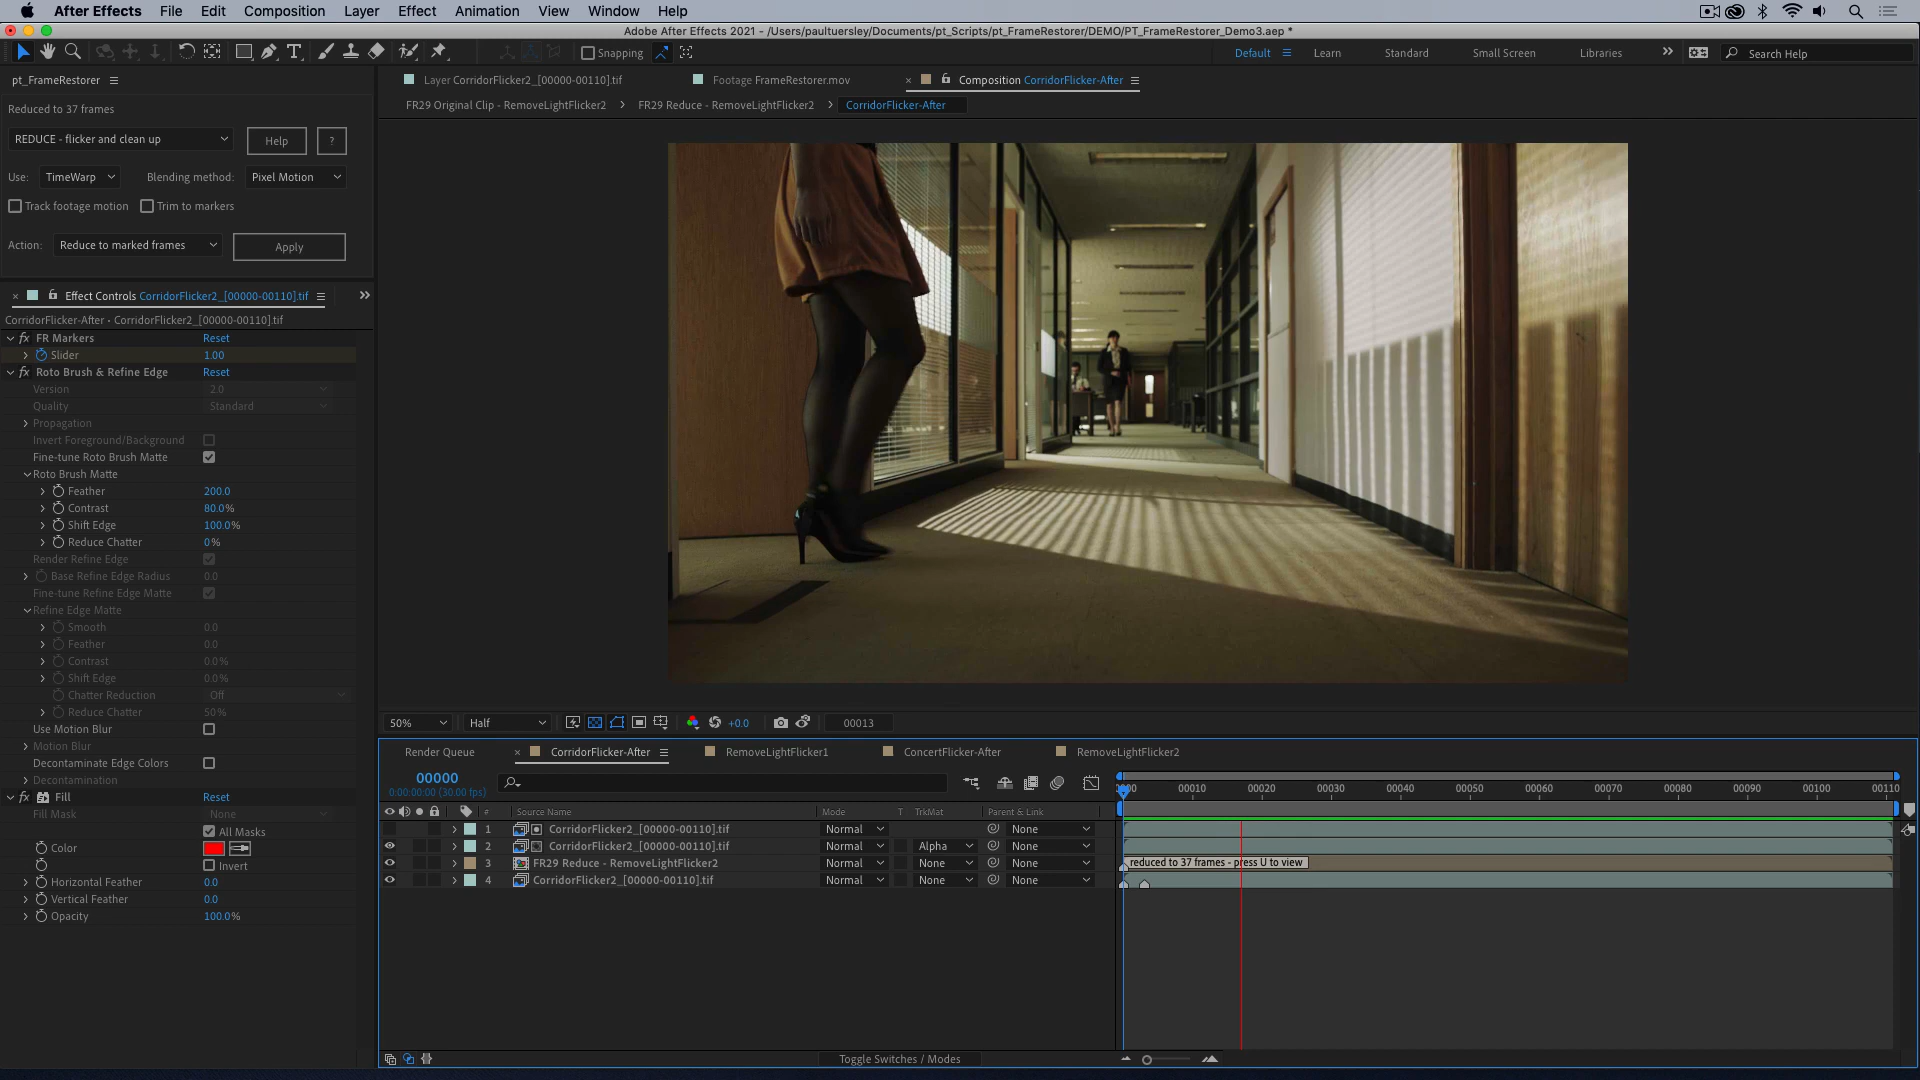 After Effects File Edit Composition Layer Effect Animation View Window Help
Adobe After Effects 2021 - /Users/paultuersley/Documents/pt_Scripts/pt_FrameRestorer/DEMO/PT_FrameRestorer_Demo3.aep *
Snapping Default Learn Standard Small Screen Libraries Search Help
pt_FrameRestorer
Reduced to 37 frames
REDUCE - flicker and clean up Help ?
Use: TimeWarp Blending method: Pixel Motion
Track footage motion Trim to markers
Action: Reduce to marked frames Apply
Effect Controls CorridorFlicker2_[00000-00110].tif
CorridorFlicker-After • CorridorFlicker2_[00000-00110].tif
fx FR Markers Reset
Slider 1.00
fx Roto Brush & Refine Edge Reset
Version 2.0
Quality Standard
Propagation
Invert Foreground/Background
Fine-tune Roto Brush Matte
Roto Brush Matte
Feather 200.0
Contrast 80.0%
Shift Edge 100.0%
Reduce Chatter 0%
Render Refine Edge
Base Refine Edge Radius 0.0
Fine-tune Refine Edge Matte
Refine Edge Matte
Smooth 0.0
Feather 0.0
Contrast 0.0%
Shift Edge 0.0%
Chatter Reduction Off
Reduce Chatter 50%
Use Motion Blur
Motion Blur
Decontaminate Edge Colors
Decontamination
fx Fill Reset
Fill Mask None
All Masks
Color
Invert
Horizontal Feather 0.0
Vertical Feather 0.0
Opacity 100.0%
Layer CorridorFlicker2_[00000-00110].tif Footage FrameRestorer.mov Composition CorridorFlicker-After
FR29 Original Clip - RemoveLightFlicker2 FR29 Reduce - RemoveLightFlicker2 CorridorFlicker-After
50% Half +0.0 00013
Render Queue CorridorFlicker-After RemoveLightFlicker1 ConcertFlicker-After RemoveLightFlicker2
00000
0:00:00:00 (30.00 fps)
00010 00020 00030 00040 00050 00060 00070 00080 00090 00100 00110
# Source Name Mode T TrkMat Parent & Link
1 CorridorFlicker2_[00000-00110].tif Normal None
2 CorridorFlicker2_[00000-00110].tif Normal Alpha None
3 FR29 Reduce - RemoveLightFlicker2 Normal None None reduced to 37 frames - press U to view
4 CorridorFlicker2_[00000-00110].tif Normal None None
Toggle Switches / Modes